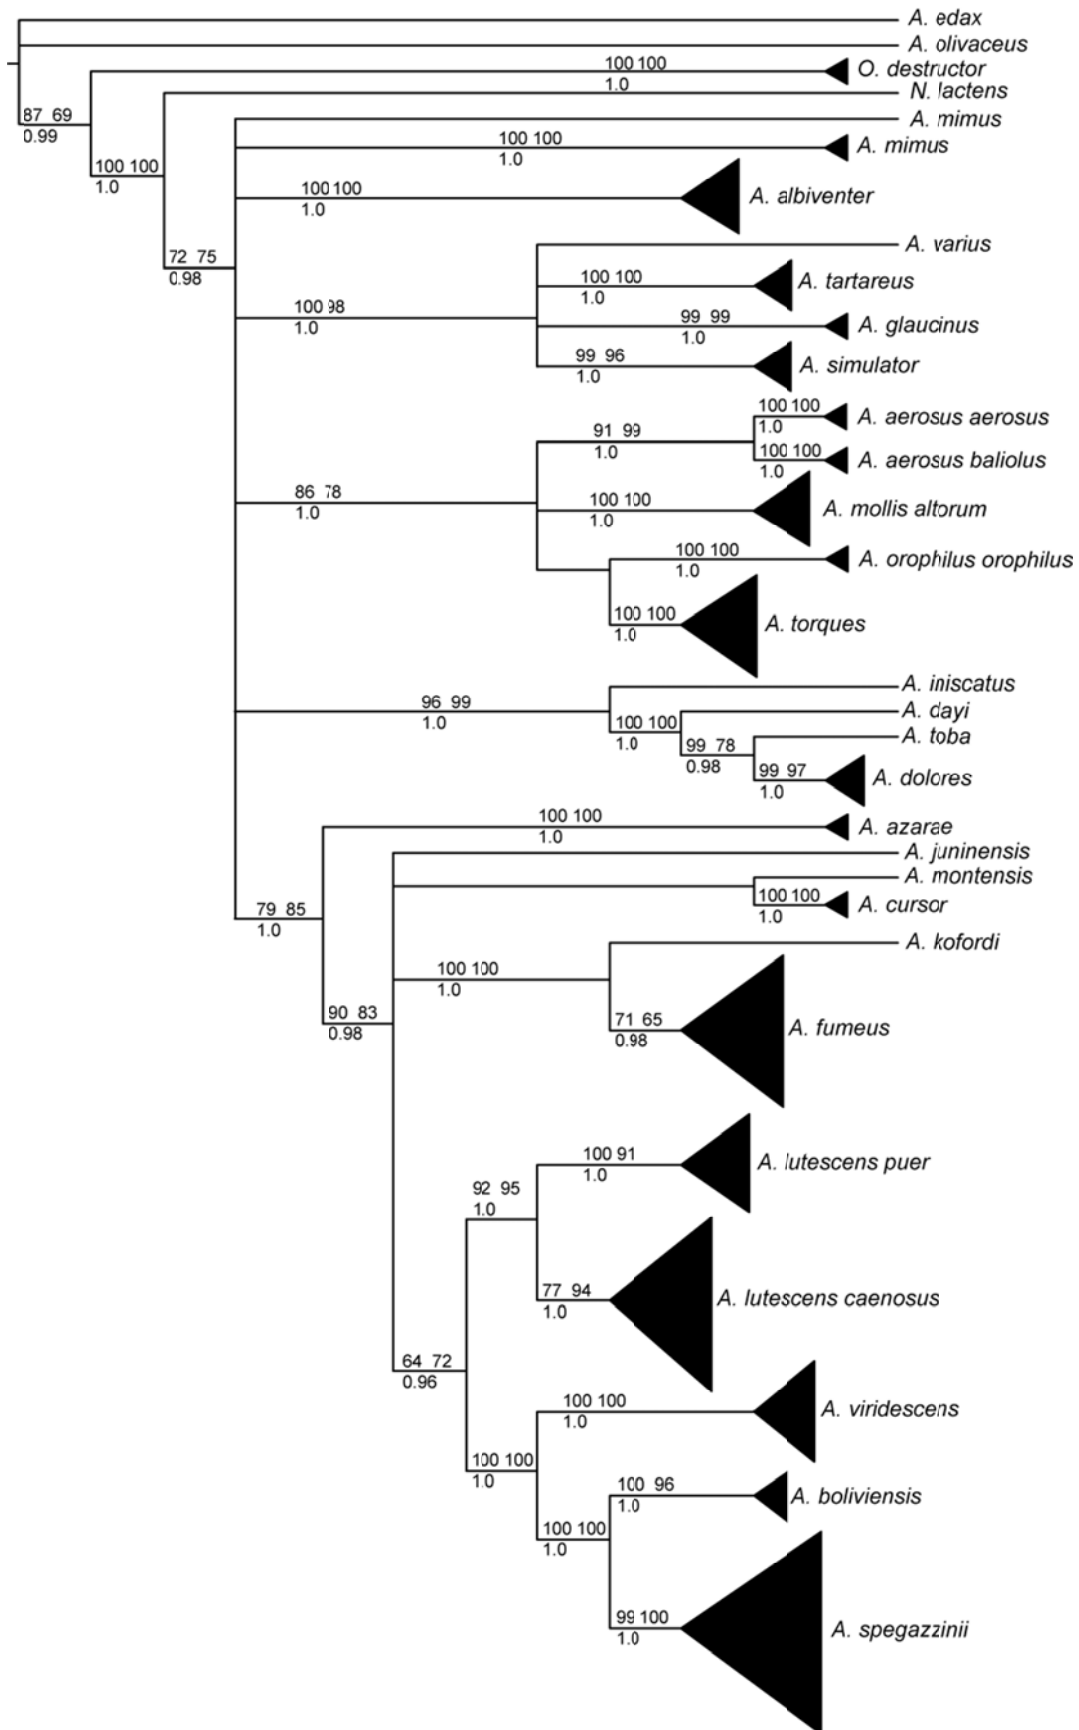 A. edax
A. olivaceus
100 100
O. destructor
1.0
N. lactens
87 69
A. mimus
0.99
100 100
A. mimus
1.0
100 100
1.0
100 100
A. albiventer
1.0
A. varius
72 75
0.98
100 100
A. tartareus
1.0
100 98
1.0
99 99
A. glaucinus
1.0
99 96
A. simulator
1.0
100 100
A. aerosus aerosus
1.0
91 99
1.0
100 100
A. aerosus baliolus
1.0
86 78
1.0
100 100
A. mollis altorum
1.0
100 100
A. orophilus orophilus
1.0
100 100
A. torques
1.0
A. iniscatus
96 99
A. dayi
1.0
100 100
A. toba
1.0
99 78
0.98
99 97
A. dolores
1.0
100 100
A. azarae
1.0
A. juninensis
A. montensis
100 100
A. cursor
1.0
79 85
1.0
A. kofordi
100 100
1.0
90 83
0.98
71 65
A. fumeus
0.98
100 91
A. lutescens puer
1.0
92 95
1.0
77 94
A. lutescens caenosus
1.0
64 72
0.96
100 100
A. viridescens
1.0
100 100
1.0
100 96
A. boliviensis
1.0
100 100
1.0
99 100
A. spegazzinii
1.0